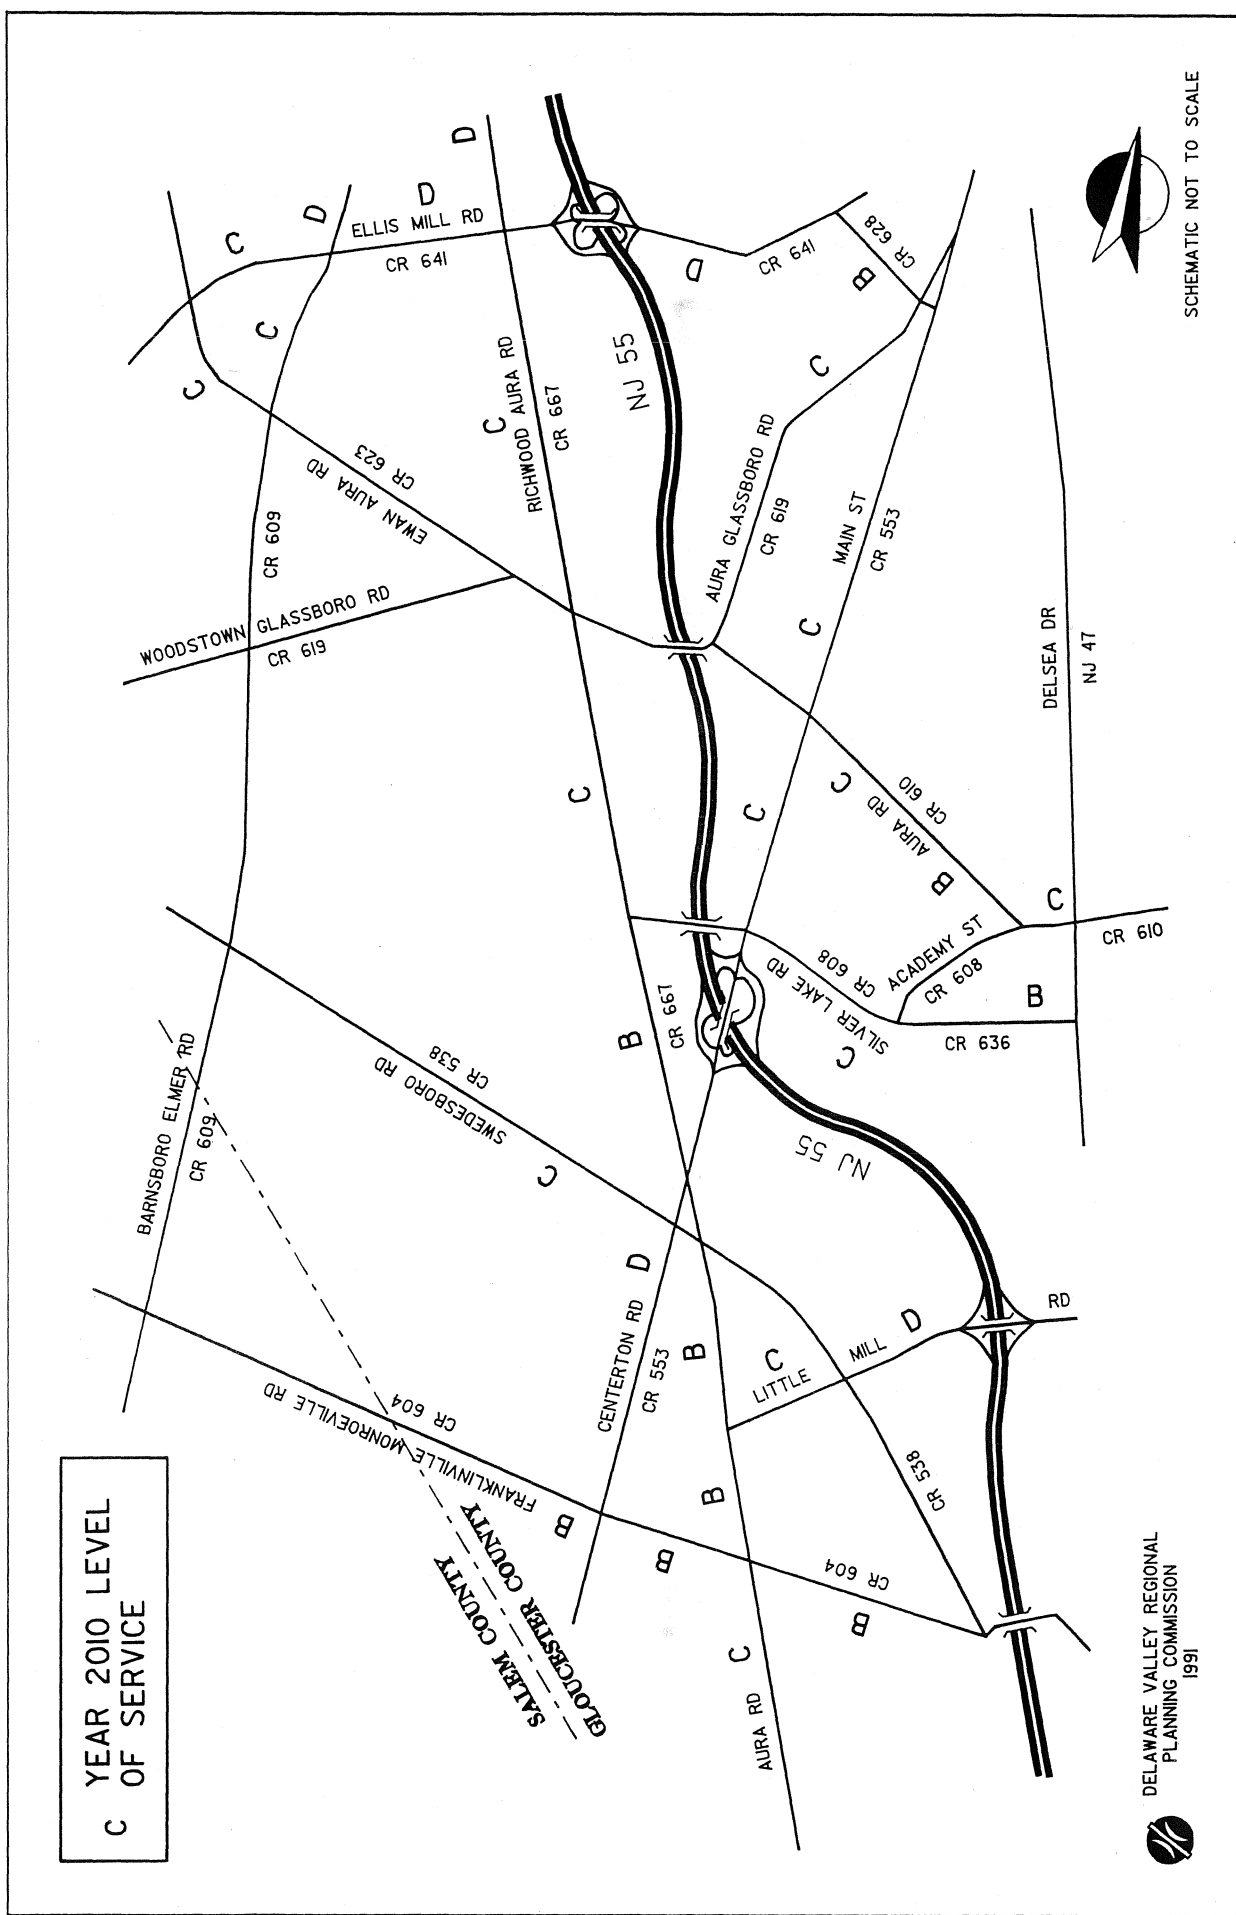 C YEAR 2010 LEVEL
OF SERVICE
BARNSBORO ELMER RD
CR 609
C
C
C
D
D
ELLIS MILL RD
CR 641
D
CR 609
WOODSTOWN GLASSBORO RD
CR 619
EWAN AURA RD
CR 623
C
RICHWOOD AURA RD
CR 667
NJ 55
D
CR 641
B
CR 628
C
AURA GLASSBORO RD
CR 619
MAIN ST
CR 553
C
DELSEA DR
NJ 47
C
C
C
AURA RD
CR 610
B
C
CR 610
ACADEMY ST
CR 608
SILVER LAKE RD
CR 608
C
B
CR 636
CR 667
B
SWEDESBORO RD
CR 538
C
NJ 55
D
CENTERTON RD
CR 553
B
C
LITTLE MILL RD
D
FRANKLINVILLE MONROEVILLE RD
CR 604
B
B
B
CR 538
CR 604
B
SALEM COUNTY
GLOUCESTER COUNTY
C
AURA RD
SCHEMATIC NOT TO SCALE
DELAWARE VALLEY REGIONAL
PLANNING COMMISSION
1991